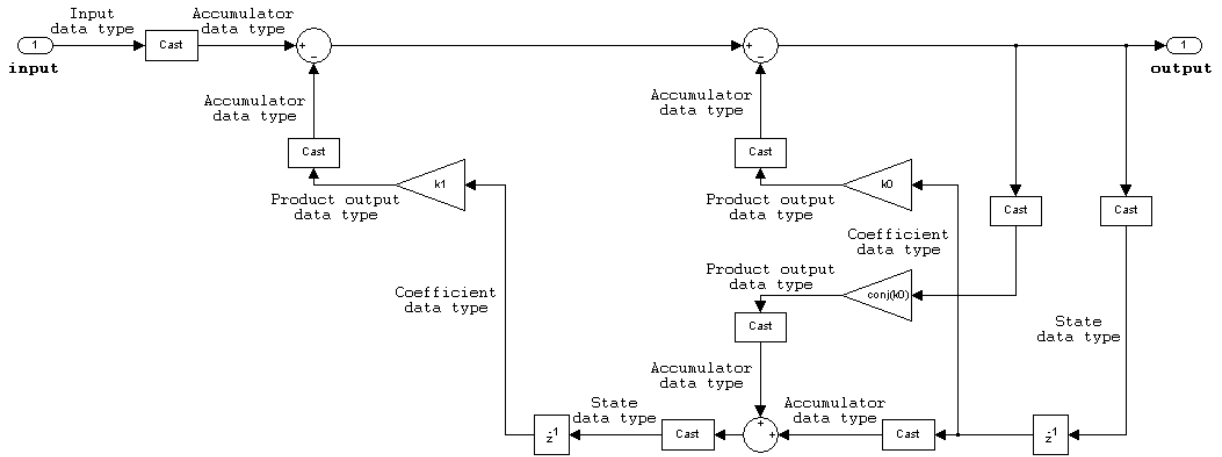 Input
data type
Accumulator
data type
1
input
Cast
+
−
+
−
1
output
Accumulator
data type
Accumulator
data type
Cast
Cast
k1
k0
Product output
data type
Product output
data type
Cast
Cast
Coefficient
data type
Product output
data type
conj(k0)
Coefficient
data type
Cast
State
data type
Accumulator
data type
State
data type
Accumulator
data type
z-1
Cast
+
+
Cast
z-1